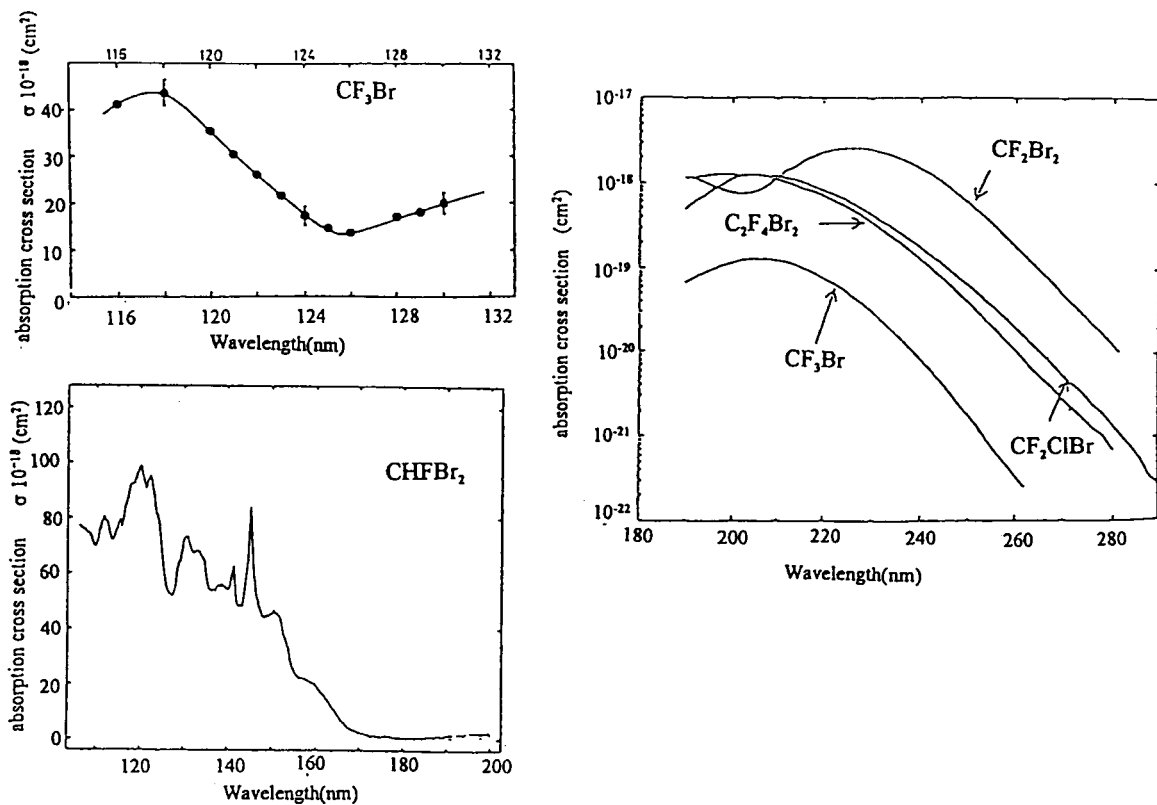 absorption cross section σ 10⁻¹⁸ (cm²)
116 120 124 128 132
CF₃Br
40
30
20
10
0
116 120 124 128 132
Wavelength(nm)
absorption cross section σ 10⁻¹⁸ (cm²)
120
100
80
60
40
20
0
CHFBr₂
120 140 160 180 200
Wavelength(nm)
absorption cross section (cm²)
10⁻¹⁷
10⁻¹⁸
10⁻¹⁹
10⁻²⁰
10⁻²¹
10⁻²²
CF₂Br₂
C₂F₄Br₂
CF₃Br
CF₂ClBr
180 200 220 240 260 280
Wavelength(nm)